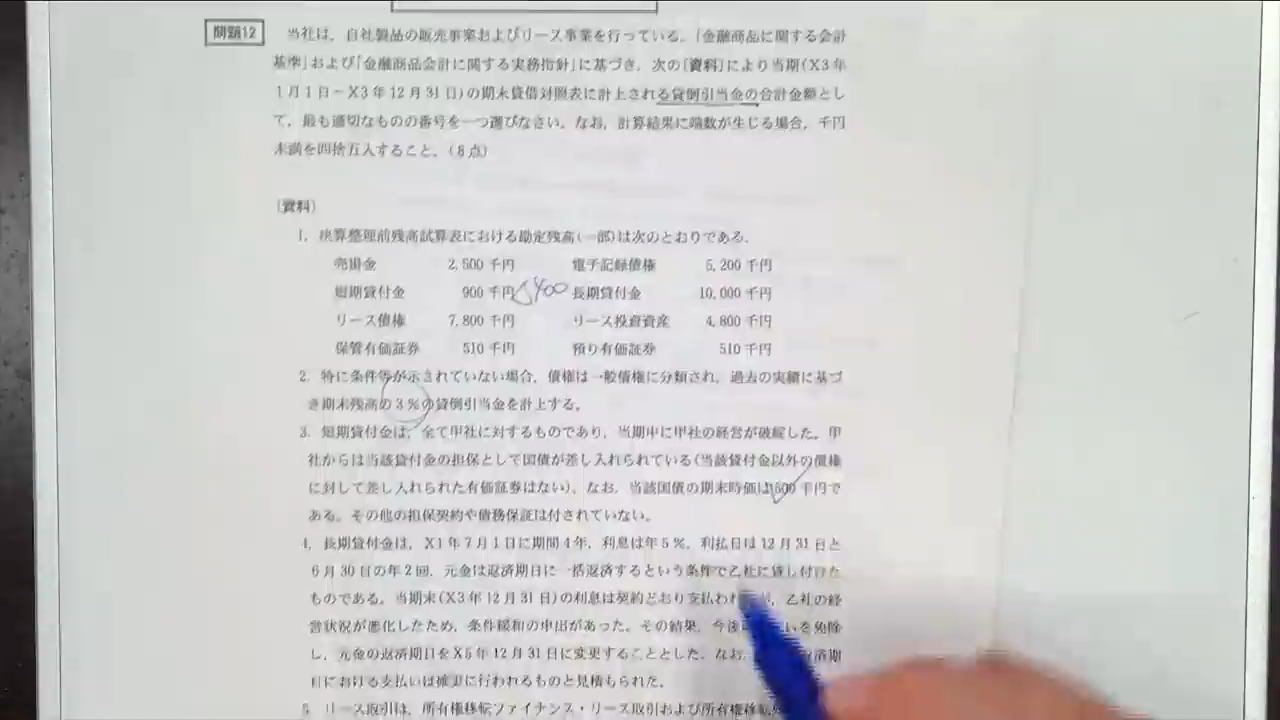 問題12 当社は，自社製品の販売事業およびリース事業を行っている。「金融商品に関する会計
基準」および「金融商品会計に関する実務指針」に基づき，次の〔資料〕により当期（X3年
1月1日～X3年12月31日）の期末貸借対照表に計上される貸倒引当金の合計金額とし
て，最も適切なものの番号を一つ選びなさい。なお，計算結果に端数が生じる場合，千円
未満を四捨五入すること。（8点）
〔資料〕
1．決算整理前残高試算表における勘定残高（一部）は次のとおりである。
売掛金 2,500千円 電子記録債権 5,200千円
短期貸付金 900千円 400 長期貸付金 10,000千円
リース債権 7,800千円 リース投資資産 4,800千円
保管有価証券 510千円 預り有価証券 510千円
2．特に条件等が示されていない場合，債権は一般債権に分類され，過去の実績に基づ
き期末残高の3％の貸倒引当金を計上する。
3．短期貸付金は，全て甲社に対するものであり，当期中に甲社の経営が破綻した。甲
社からは当該貸付金の担保として国債が差し入れられている（当該貸付金以外の債権
に対して差し入れられた有価証券はない）。なお，当該国債の期末時価は500千円で
ある。その他の担保契約や債務保証は付されていない。
4．長期貸付金は，X1年7月1日に期間4年，利息は年5％，利払日は12月31日と
6月30日の年2回，元金は返済期日に一括返済するという条件で乙社に貸し付けた
ものである。当期末（X3年12月31日）の利息は契約どおり支払わ 乙社の経
営状況が悪化したため，条件緩和の申出があった。その結果，今後 いを免除
し，元金の返済期日をX5年12月31日に変更することとした。なお， 済期
日における支払いは確実に行われるものと見積もられた。
5．リース取引は，所有権移転ファイナンス・リース取引および所有権移転